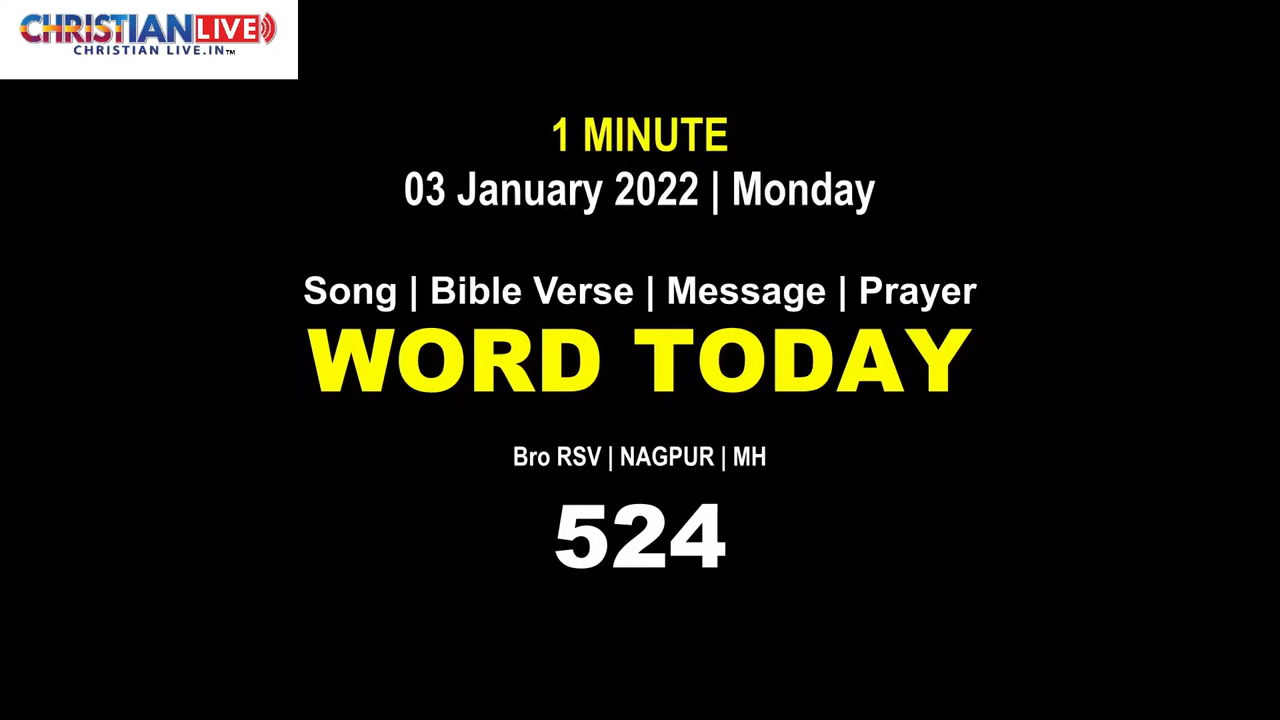 CHRISTIANLIVE
CHRISTIAN LIVE.IN™
1 MINUTE
03 January 2022 | Monday
Song | Bible Verse | Message | Prayer
WORD TODAY
Bro RSV | NAGPUR | MH
524